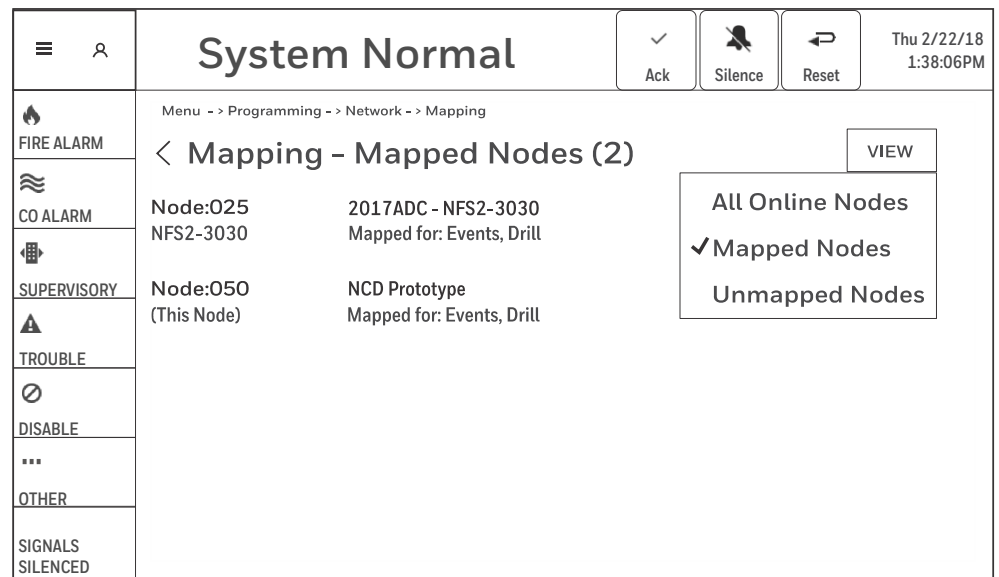 System Normal
Ack
Silence
Reset
Thu 2/22/18
1:38:06PM
Menu -> Programming -> Network -> Mapping
FIRE ALARM
< Mapping - Mapped Nodes (2)
VIEW
All Online Nodes
Mapped Nodes
Unmapped Nodes
CO ALARM
SUPERVISORY
TROUBLE
DISABLE
OTHER
SIGNALS
SILENCED
Node:025
NFS2-3030
2017ADC - NFS2-3030
Mapped for: Events, Drill
Node:050
(This Node)
NCD Prototype
Mapped for: Events, Drill